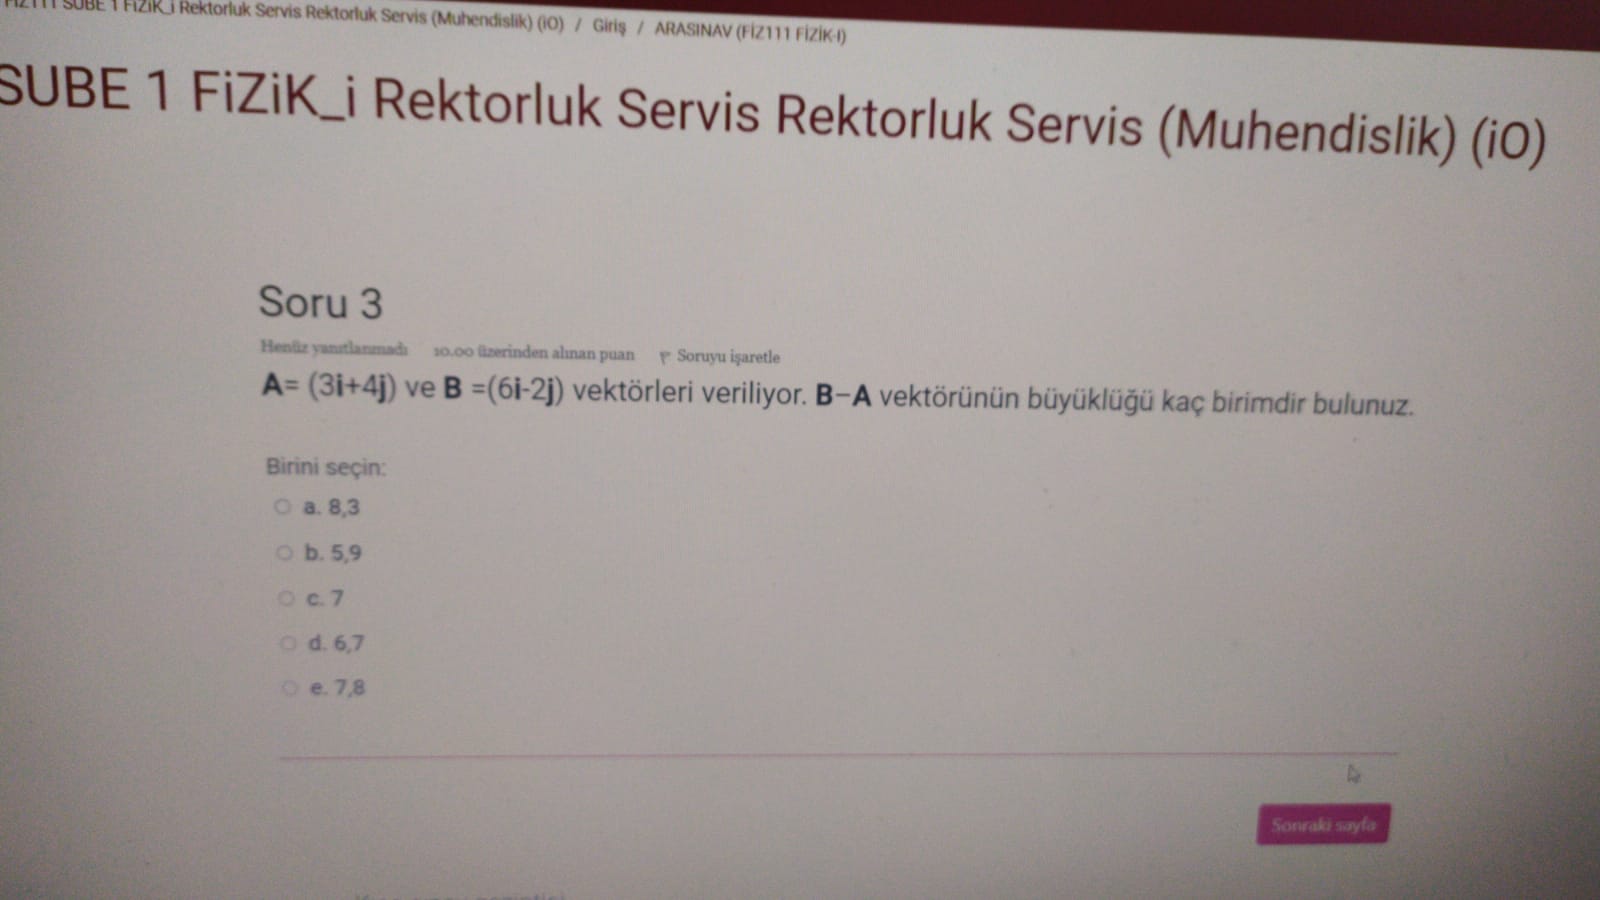 FİZ111 SUBE 1 FiZiK_i Rektorluk Servis Rektorluk Servis (Muhendislik) (iO) / Giriş / ARASINAV (FİZ111 FİZİK-I)
SUBE 1 FiZiK_i Rektorluk Servis Rektorluk Servis (Muhendislik) (iO)
Soru 3
Henüz yanıtlanmadı 10.00 üzerinden alınan puan Soruyu işaretle
A= (3i+4j) ve B =(6i-2j) vektörleri veriliyor. B-A vektörünün büyüklüğü kaç birimdir bulunuz.
Birini seçin:
a. 8,3
b. 5,9
c. 7
d. 6,7
e. 7,8
Sonraki sayfa